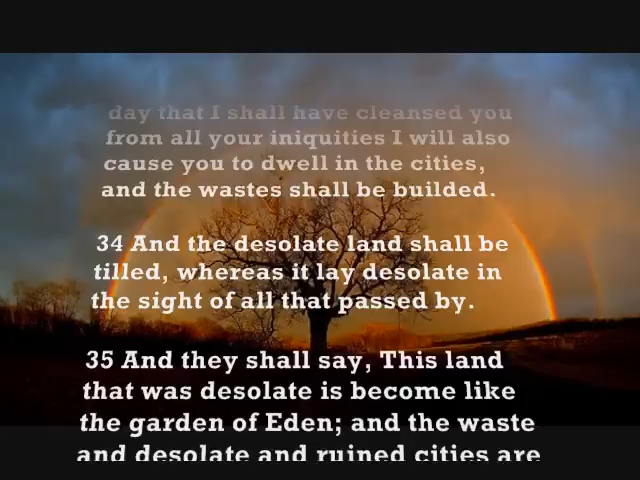 day that I shall have cleansed you
from all your iniquities I will also
cause you to dwell in the cities,
and the wastes shall be builded.
34 And the desolate land shall be
tilled, whereas it lay desolate in
the sight of all that passed by.
35 And they shall say, This land
that was desolate is become like
the garden of Eden; and the waste
and desolate and ruined cities are